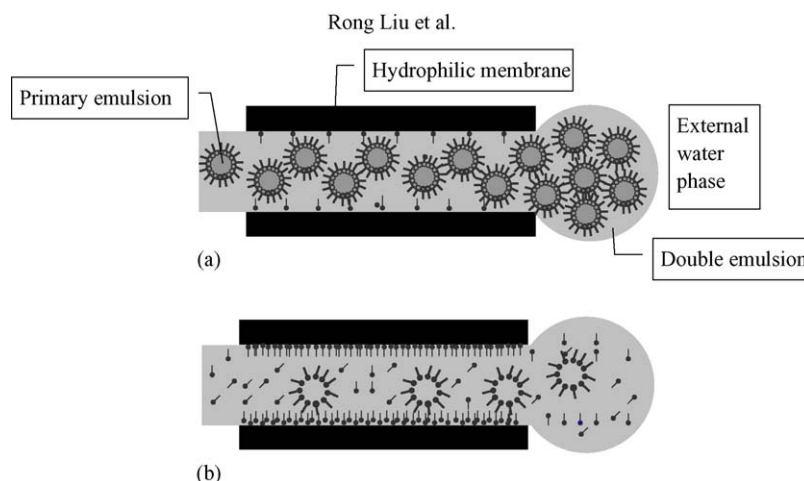 Rong Liu et al.
Hydrophilic membrane
Primary emulsion
External
water
phase
(a)
Double emulsion
(b)